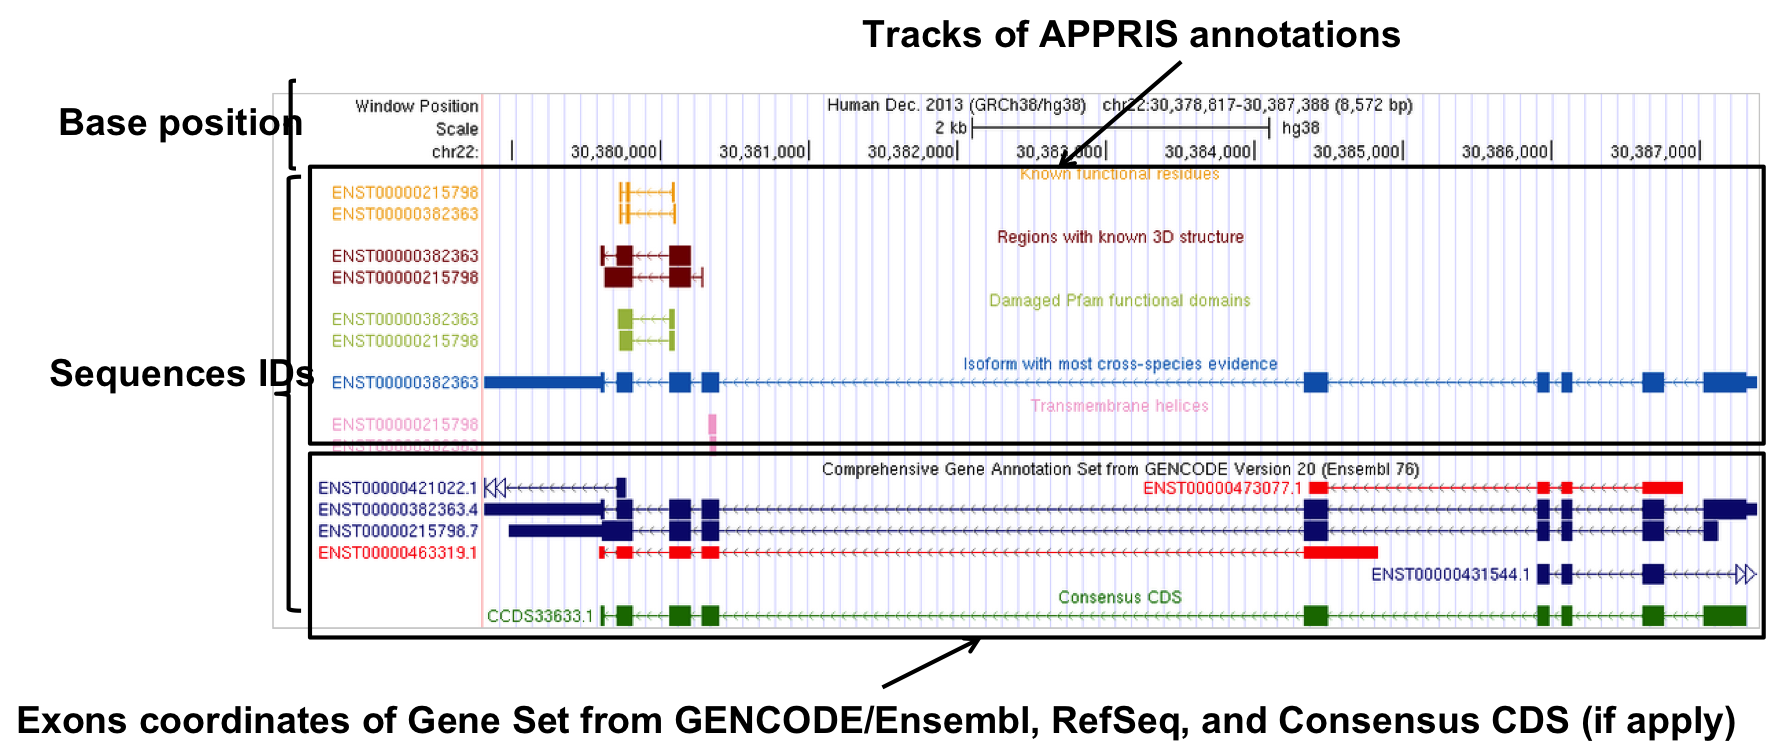 Tracks of APPRIS annotations
Base position
Window Position Human Dec. 2013 (GRCh38/hg38) chr22:30,378,817-30,387,388 (8,572 bp)
Scale 2 kb hg38
chr22: 30,380,000 30,381,000 30,382,000 30,383,000 30,384,000 30,385,000 30,386,000 30,387,000
Known functional residues
ENST00000215798
ENST00000382363
Regions with known 3D structure
ENST00000382363
ENST00000215798
Damaged Pfam functional domains
ENST00000382363
ENST00000215798
Isoform with most cross-species evidence
Sequences IDs
ENST00000382363
Transmembrane helices
ENST00000215798
ENST00000382363
Comprehensive Gene Annotation Set from GENCODE Version 20 (Ensembl 76)
ENST00000421022.1 ENST00000473077.1
ENST00000382363.4
ENST00000215798.7
ENST00000463319.1
ENST00000431544.1
Consensus CDS
CCDS33633.1
Exons coordinates of Gene Set from GENCODE/Ensembl, RefSeq, and Consensus CDS (if apply)